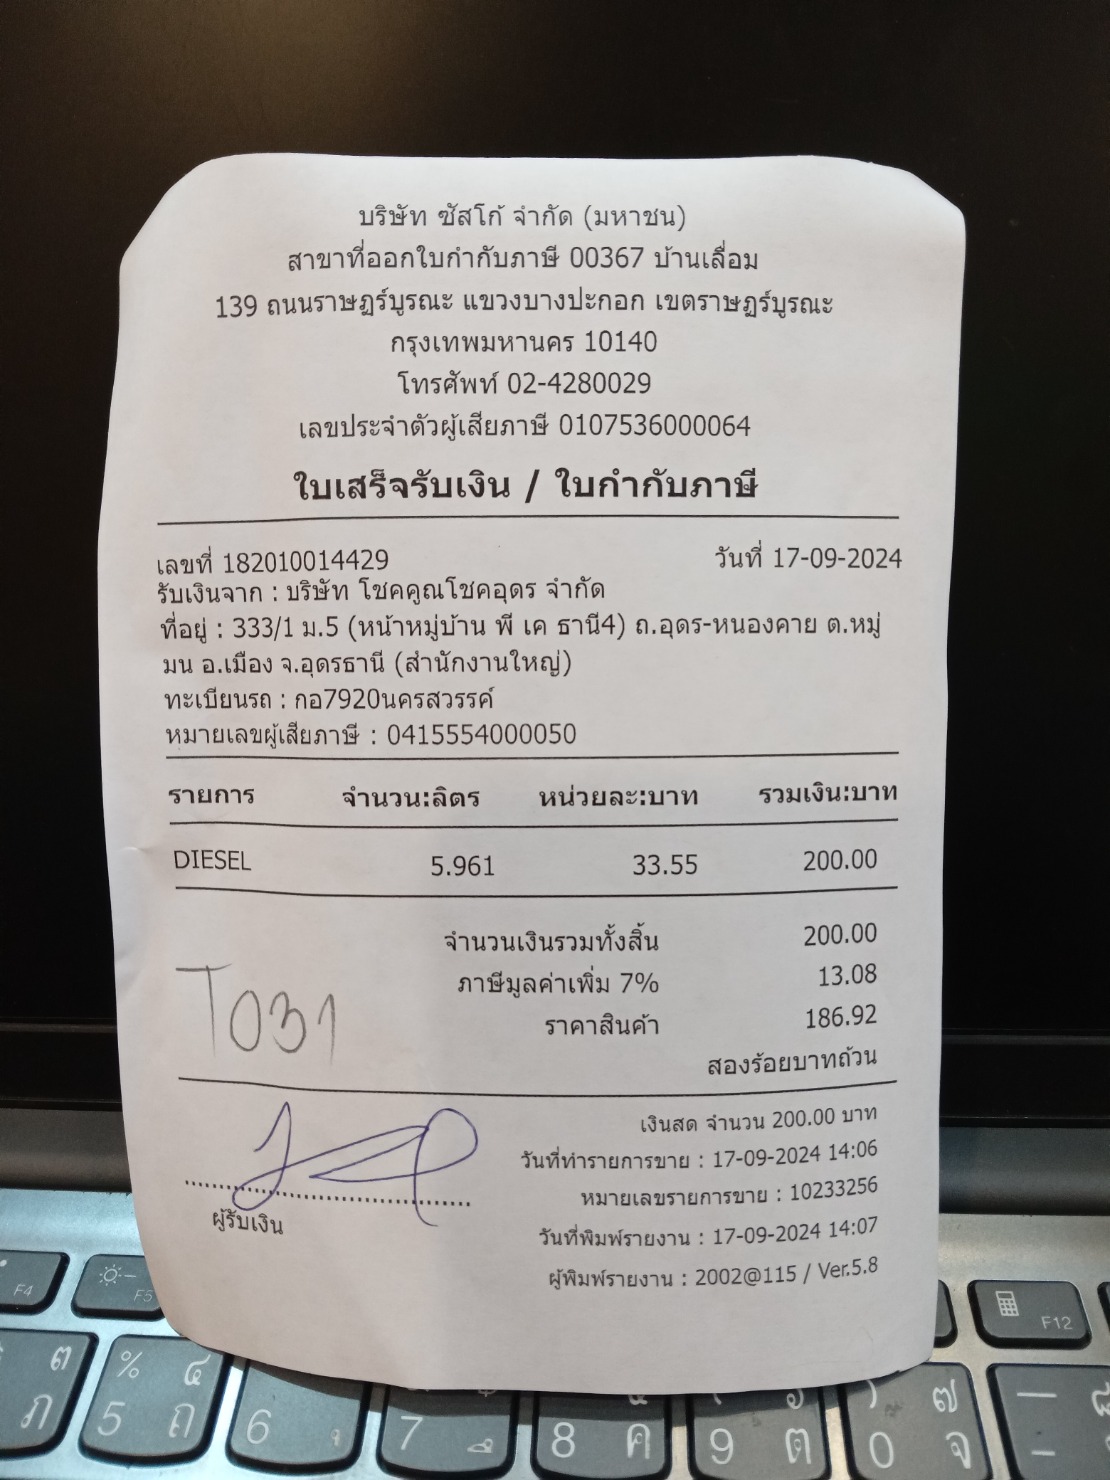 บริษัท ซัสโก้ จำกัด (มหาชน)
สาขาที่ออกใบกำกับภาษี 00367 บ้านเลื่อม
139 ถนนราษฎร์บูรณะ แขวงบางปะกอก เขตราษฎร์บูรณะ
กรุงเทพมหานคร 10140
โทรศัพท์ 02-4280029
เลขประจำตัวผู้เสียภาษี 0107536000064
ใบเสร็จรับเงิน / ใบกำกับภาษี
เลขที่ 182010014429 วันที่ 17-09-2024
รับเงินจาก : บริษัท โชคคูณโชคอุดร จำกัด
ที่อยู่ : 333/1 ม.5 (หน้าหมู่บ้าน พี เค ธานี4) ถ.อุดร-หนองคาย ต.หมู่
มน อ.เมือง จ.อุดรธานี (สำนักงานใหญ่)
ทะเบียนรถ : กอ7920นครสวรรค์
หมายเลขผู้เสียภาษี : 0415554000050
รายการ จำนวน:ลิตร หน่วยละ:บาท รวมเงิน:บาท
DIESEL 5.961 33.55 200.00
จำนวนเงินรวมทั้งสิ้น 200.00
ภาษีมูลค่าเพิ่ม 7% 13.08
ราคาสินค้า 186.92
T031
สองร้อยบาทถ้วน
เงินสด จำนวน 200.00 บาท
วันที่ทำรายการขาย : 17-09-2024 14:06
หมายเลขรายการขาย : 10233256
ผู้รับเงิน
วันที่พิมพ์รายงาน : 17-09-2024 14:07
ผู้พิมพ์รายงาน : 2002@115 / Ver.5.8
F4 F5 F12
ต % ๔ ๗
ภ 5 ถ 6 7 8 ค 9 ต 0 จ